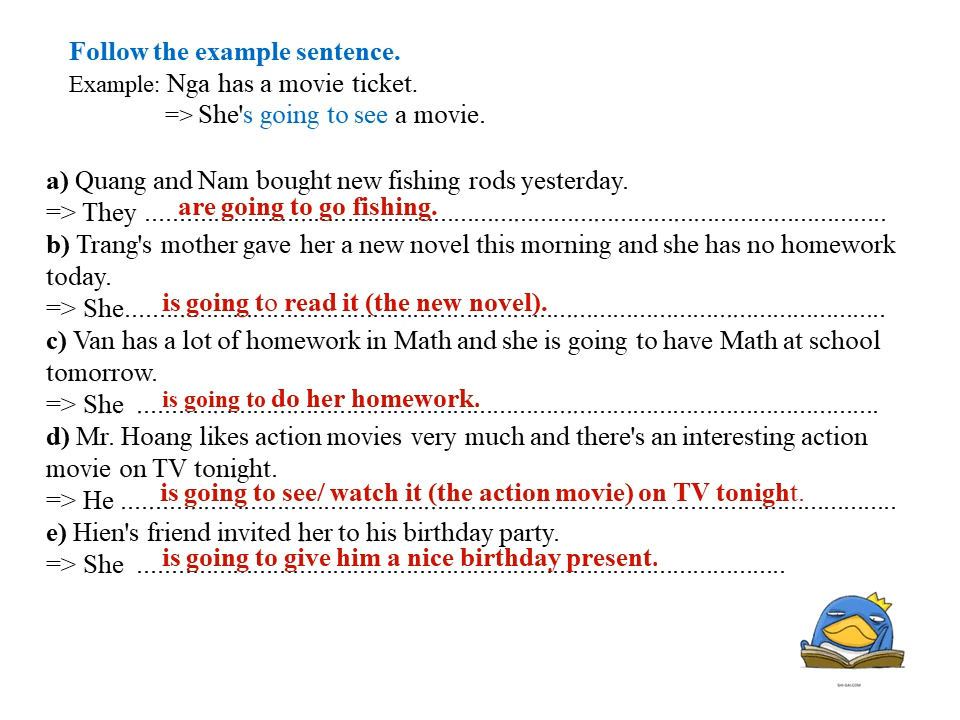 Follow the example sentence.
Example: Nga has a movie ticket.
=> She's going to see a movie.
a) Quang and Nam bought new fishing rods yesterday.
=> They .......... are going to go fishing. ..........
b) Trang's mother gave her a new novel this morning and she has no homework
today.
=> She.......... is going to read it (the new novel). ..........
c) Van has a lot of homework in Math and she is going to have Math at school
tomorrow.
=> She .......... is going to do her homework. ..........
d) Mr. Hoang likes action movies very much and there's an interesting action
movie on TV tonight.
=> He .......... is going to see/ watch it (the action movie) on TV tonight. ..........
e) Hien's friend invited her to his birthday party.
=> She .......... is going to give him a nice birthday present. ..........